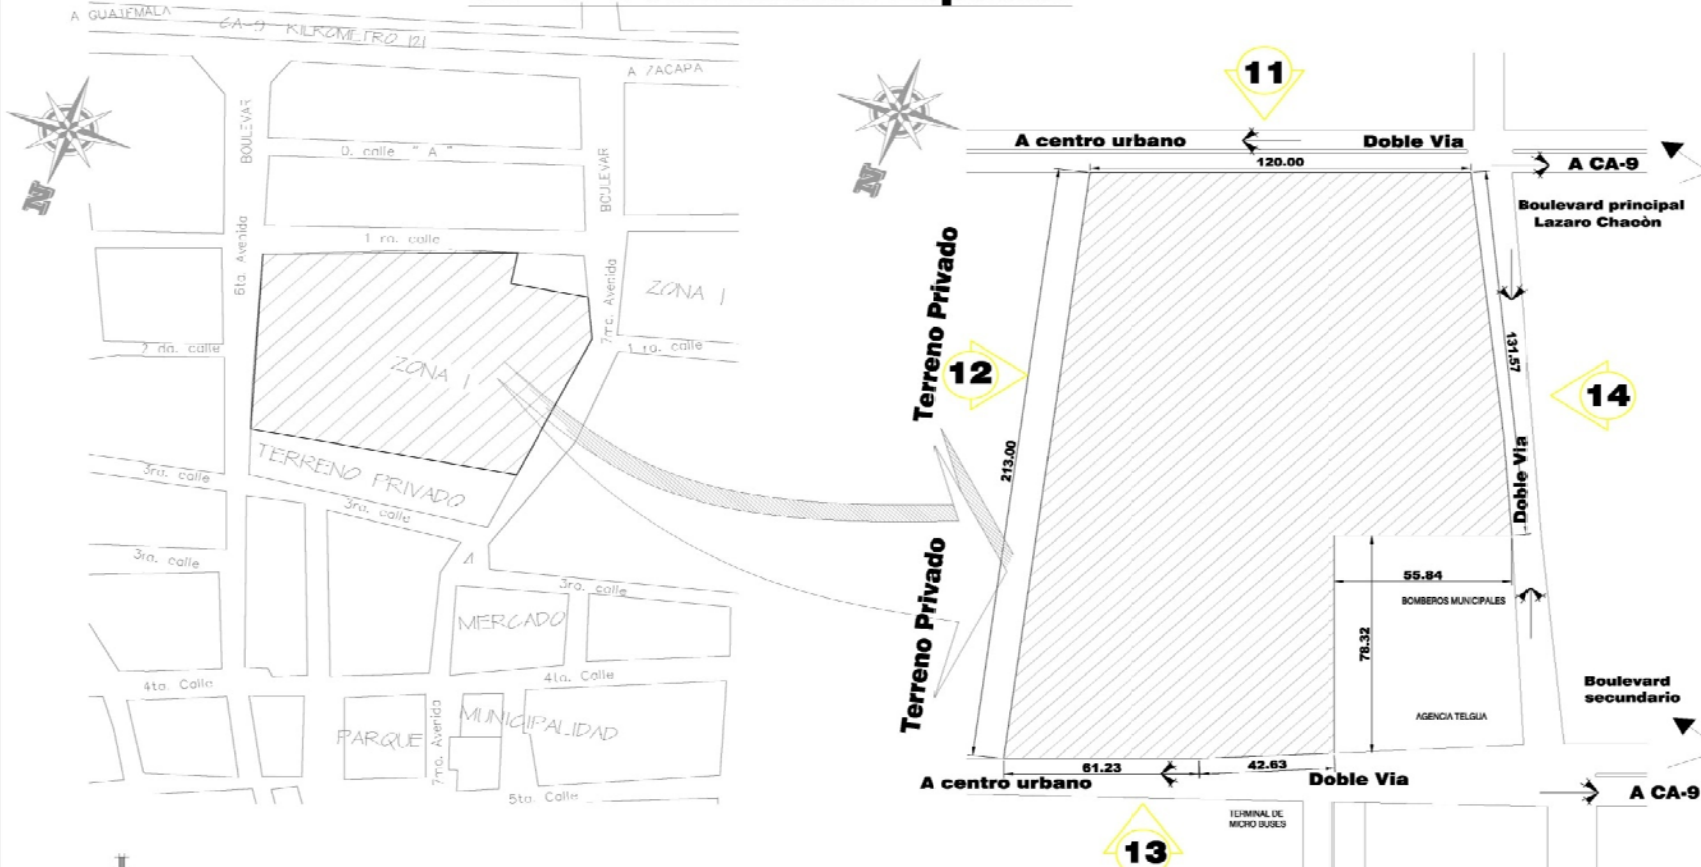 A GUATEMALA
CA-9 KILROMETRO 121
A ZACAPA
BOULEVAR
0. calle " A "
BOULEVAR
1 ra. calle
6ta. Avenida
7mc. Avenida
ZONA 1
2 da. calle
ZONA 1
1 ra. calle
TERRENO PRIVADO
3ra. calle
3ra. calle
3ra. calle
3ra. calle
MERCADO
4ta. Calle
4ta. Calle
PARQUE
7mo. Avenida
MUNICIPALIDAD
5ta. Calle
N
N
11
A centro urbano
Doble Via
120.00
A CA-9
Boulevard principal
Lazaro Chacòn
Terreno Privado
12
213.00
131.57
14
Doble Via
Terreno Privado
55.84
BOMBEROS MUNICIPALES
78.32
AGENCIA TELGUA
Boulevard
secundario
61.23
42.63
A centro urbano
Doble Via
A CA-9
TERMINAL DE
MICRO BUSES
13